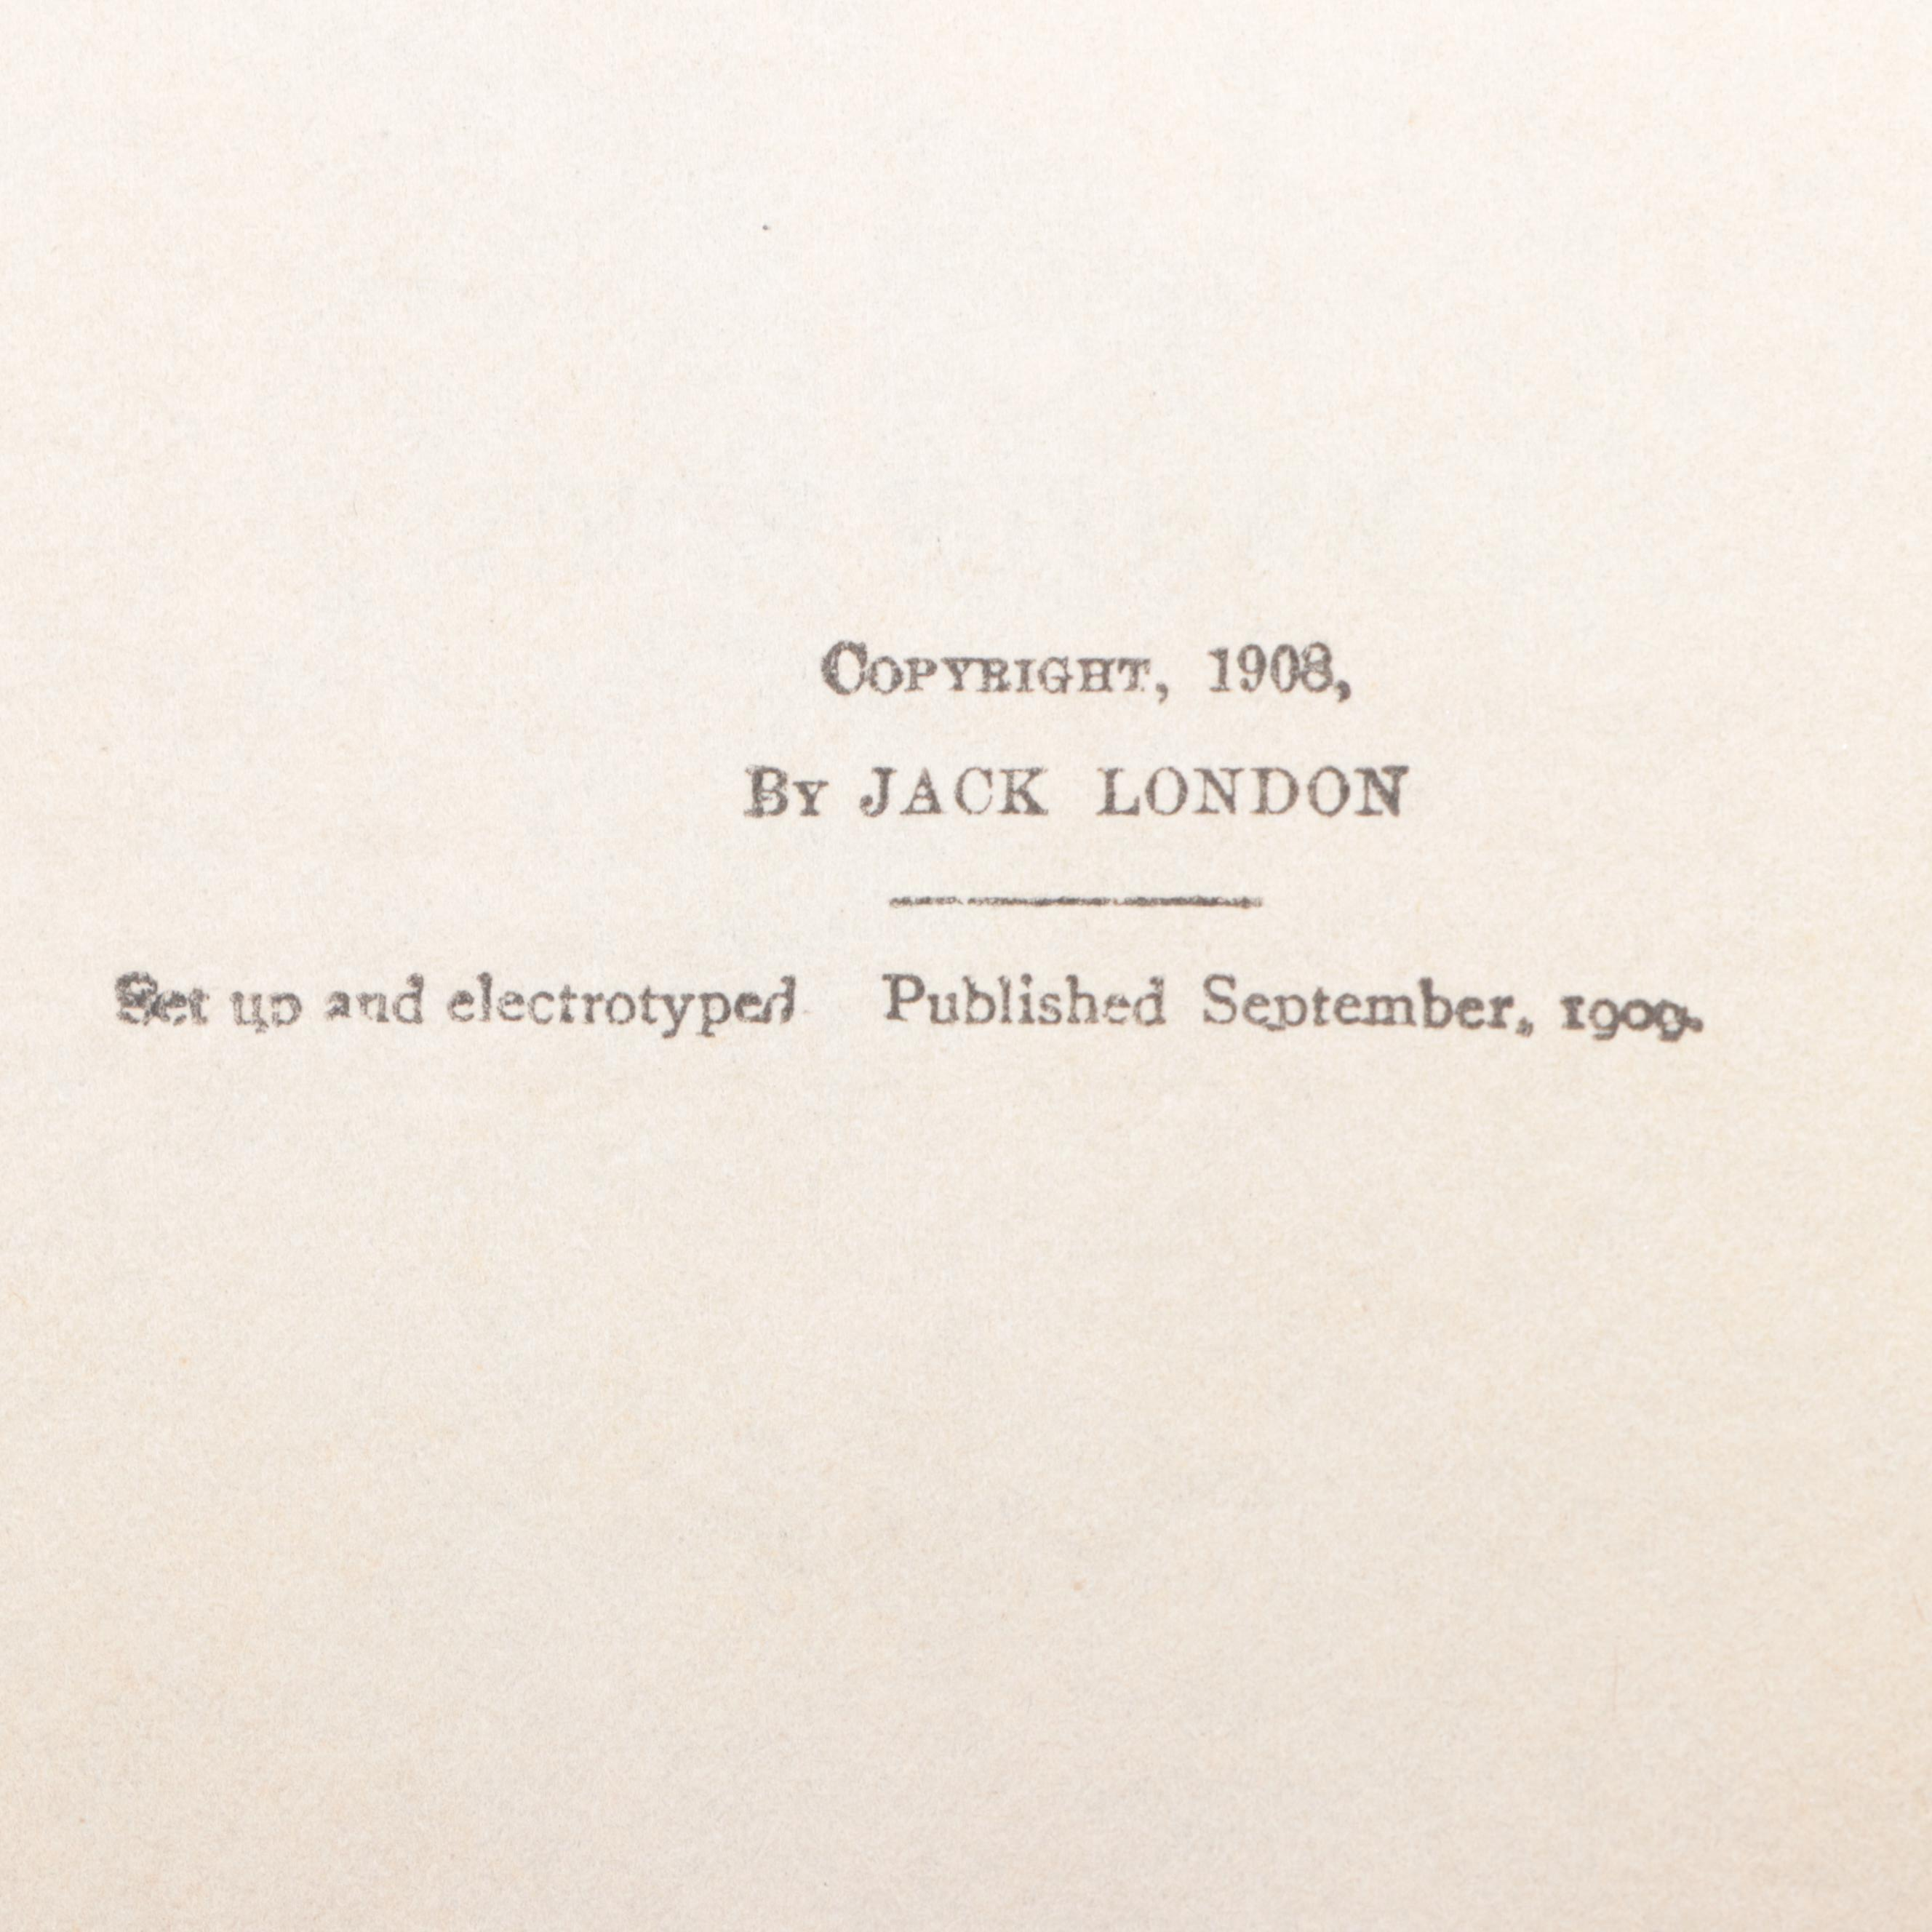 Copyright, 1908,
By JACK LONDON
Set up and electrotyped Published September, 1909.